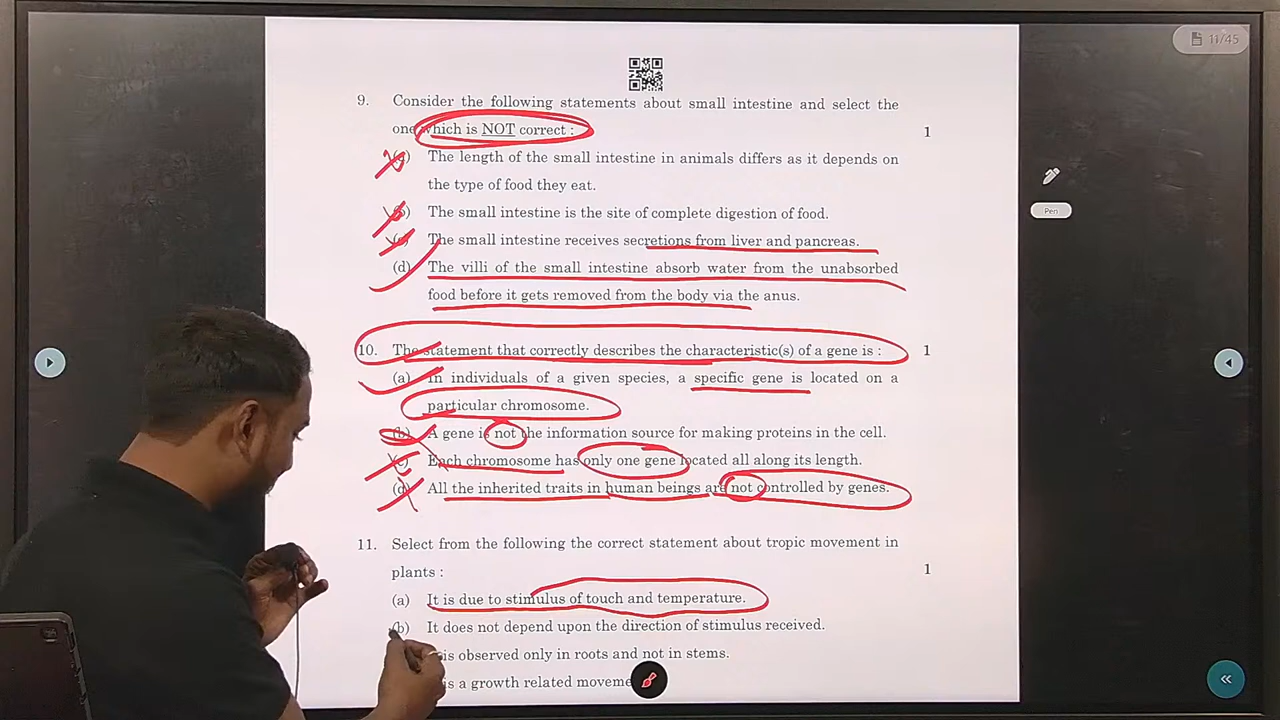 11/45
9. Consider the following statements about small intestine and select the
one which is NOT correct : 1
The length of the small intestine in animals differs as it depends on
the type of food they eat.
The small intestine is the site of complete digestion of food.
The small intestine receives secretions from liver and pancreas.
(d) The villi of the small intestine absorb water from the unabsorbed
food before it gets removed from the body via the anus.
Pen
10. The statement that correctly describes the characteristic(s) of a gene is : 1
(a) In individuals of a given species, a specific gene is located on a
particular chromosome.
(b) A gene is not the information source for making proteins in the cell.
(c) Each chromosome has only one gene located all along its length.
(d) All the inherited traits in human beings are not controlled by genes.
11. Select from the following the correct statement about tropic movement in
plants : 1
(a) It is due to stimulus of touch and temperature.
(b) It does not depend upon the direction of stimulus received.
is observed only in roots and not in stems.
is a growth related